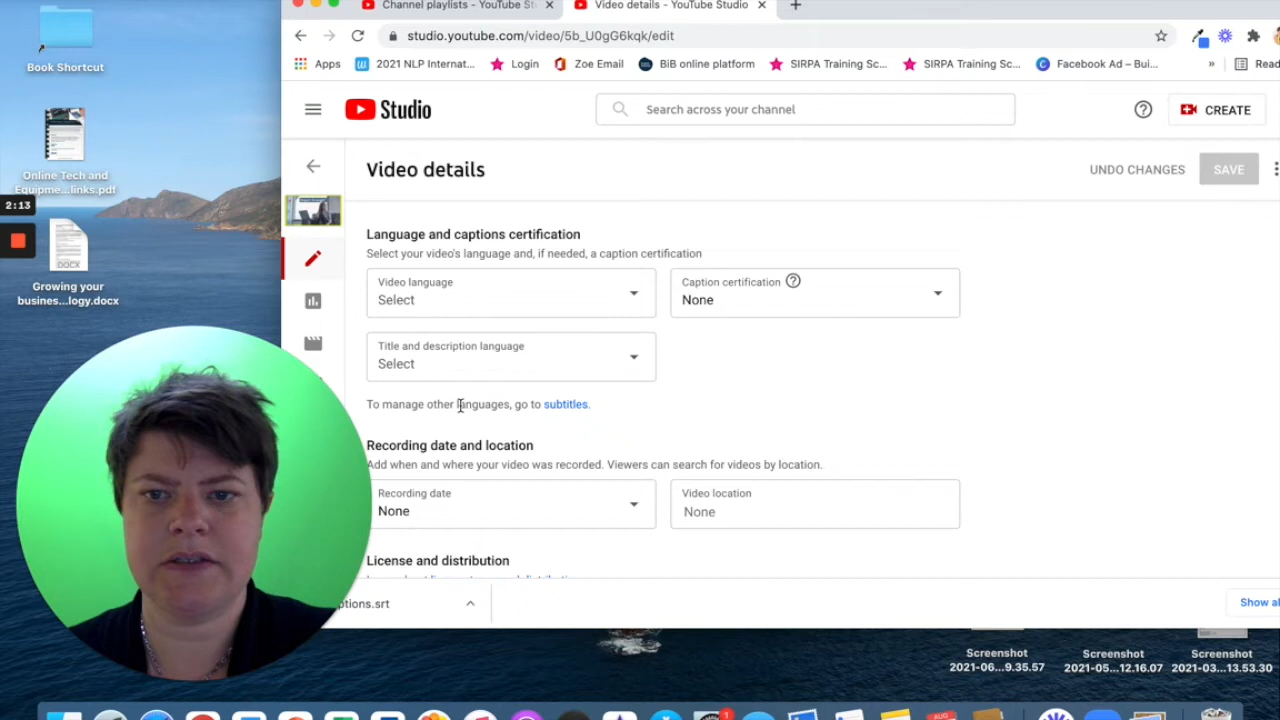 Book Shortcut
Online Tech and
Equipme...links.pdf
2:13
DOCX
Growing your
busines...logy.docx
Channel playlists - YouTube St
Video details - YouTube Studio
studio.youtube.com/video/5b_U0gG6kqk/edit
Apps
2021 NLP Internat...
Login
Zoe Email
BiB online platform
SIRPA Training Sc...
SIRPA Training Sc...
Facebook Ad – Bui...
»
Read
Studio
Search across your channel
CREATE
Video details
UNDO CHANGES
SAVE
Language and captions certification
Select your video's language and, if needed, a caption certification
Video language
Select
Caption certification
None
Title and description language
Select
To manage other languages, go to subtitles.
Recording date and location
Add when and where your video was recorded. Viewers can search for videos by location.
Recording date
None
Video location
None
License and distribution
ptions.srt
Show al
Screenshot
2021-06...9.35.57
Screenshot
2021-05...12.16.07
Screenshot
2021-03...13.53.30
1
AUG